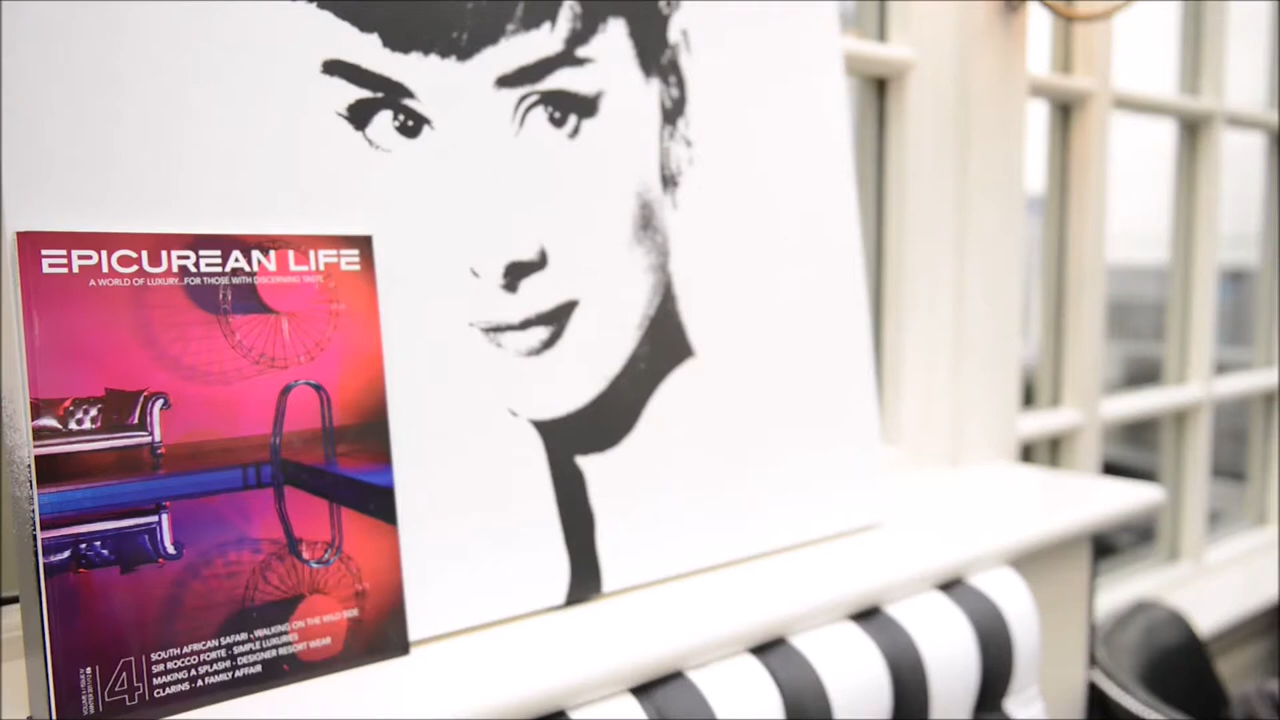 EPICUREAN LIFE
A WORLD OF LUXURY...FOR THOSE WITH DISCERNING TASTE
SOUTH AFRICAN SAFARI - WALKING ON THE WILD SIDE
SIR ROCCO FORTE - SIMPLE LUXURIES
MAKING A SPLASH! - DESIGNER RESORT WEAR
CLARINS - A FAMILY AFFAIR
4